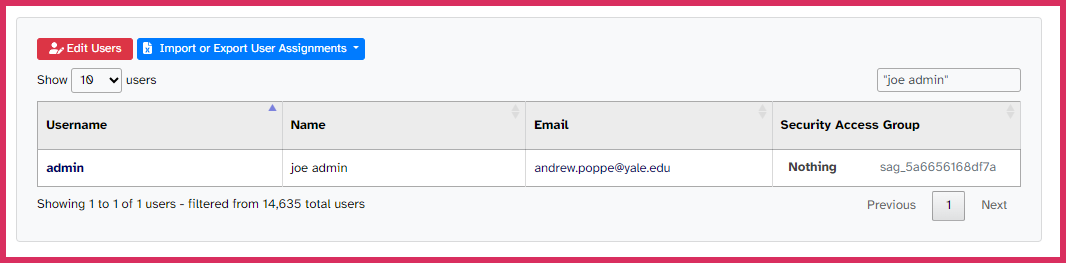 Edit Users Import or Export User Assignments
Show 10 users "joe admin"
Username Name Email Security Access Group
admin joe admin andrew.poppe@yale.edu Nothing sag_5a6656168df7a
Showing 1 to 1 of 1 users - filtered from 14,635 total users Previous 1 Next